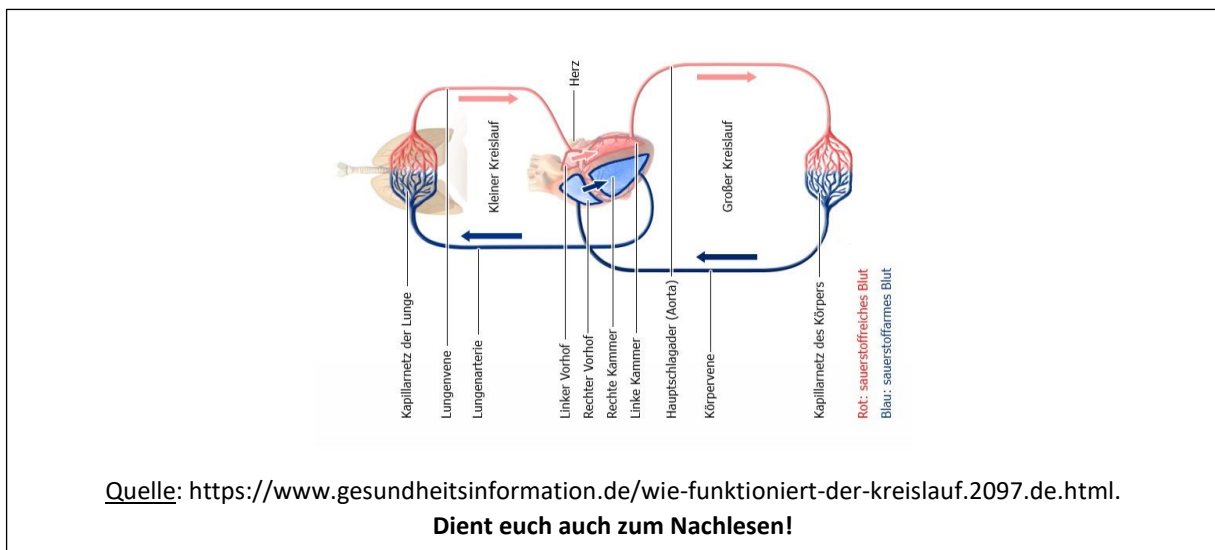 Herz
Kleiner Kreislauf
Großer Kreislauf
Kapillarnetz der Lunge
Lungenvene
Lungenarterie
Linker Vorhof
Rechter Vorhof
Rechte Kammer
Linke Kammer
Hauptschlagader (Aorta)
Körpervene
Kapillarnetz des Körpers
Rot: sauerstoffreiches Blut
Blau: sauerstoffarmes Blut
Quelle: https://www.gesundheitsinformation.de/wie-funktioniert-der-kreislauf.2097.de.html.
Dient euch auch zum Nachlesen!